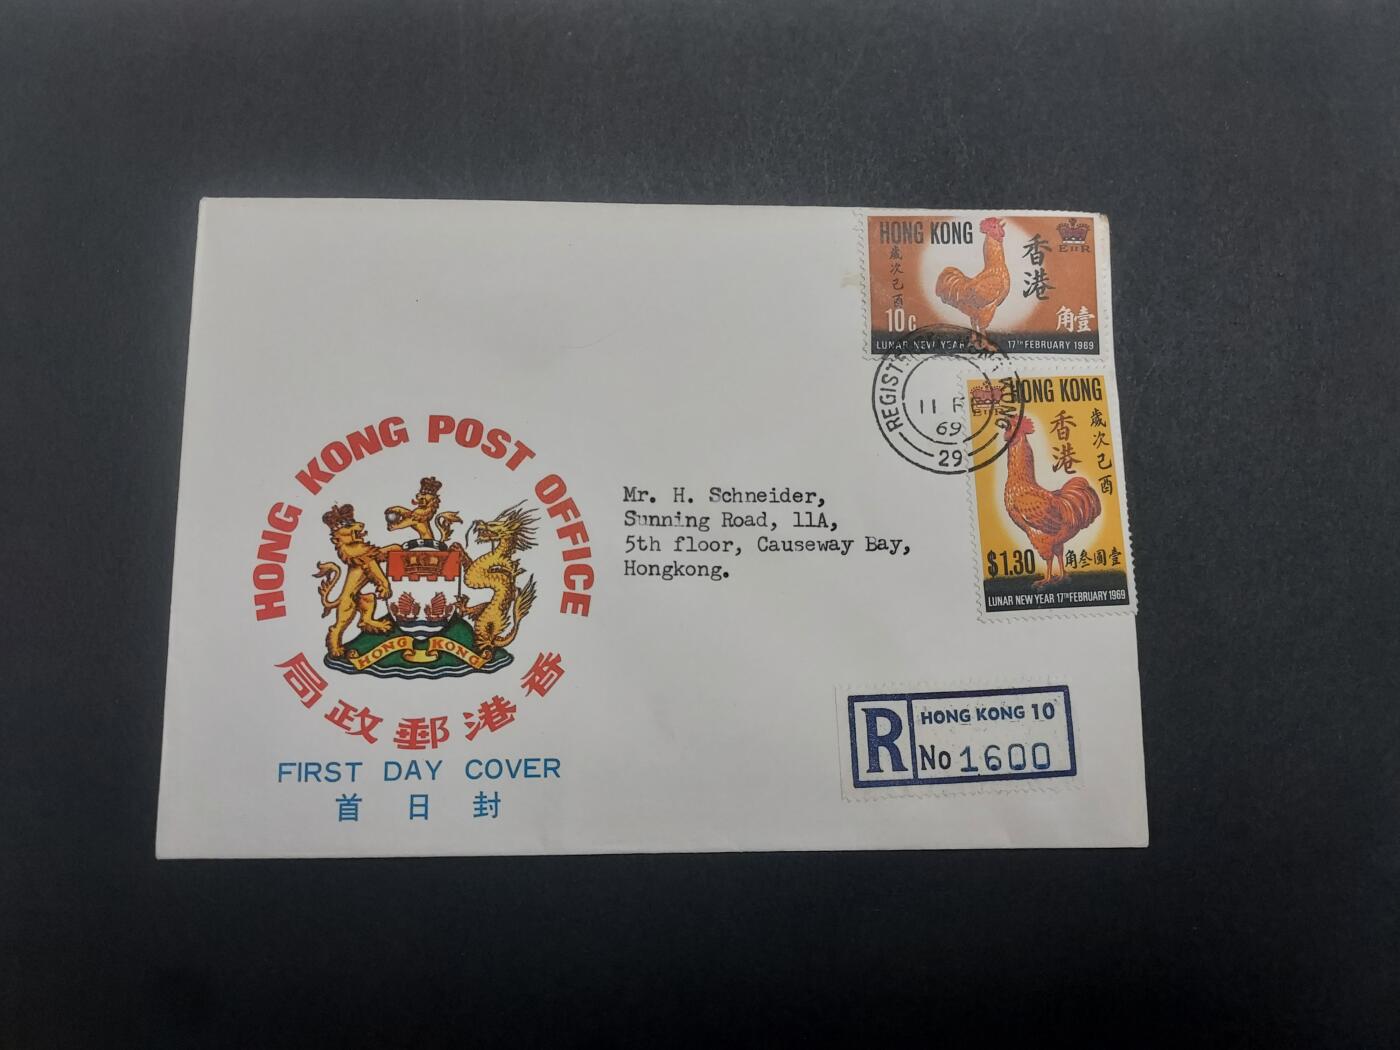 HONG KONG POST OFFICE
HONG KONG
局政郵港香
FIRST DAY COVER
首日封
Mr. H. Schneider,
Sunning Road, 11A,
5th floor, Causeway Bay,
Hongkong.
HONG KONG
歲次己酉
香港
E II R
10c
角壹
LUNAR NEW YEAR 17TH FEBRUARY 1969
11 F
69
29
HONG KONG
E II R
香港
歲次己酉
$1.30
角叁圓壹
LUNAR NEW YEAR 17TH FEBRUARY 1969
R HONG KONG 10
No 1600